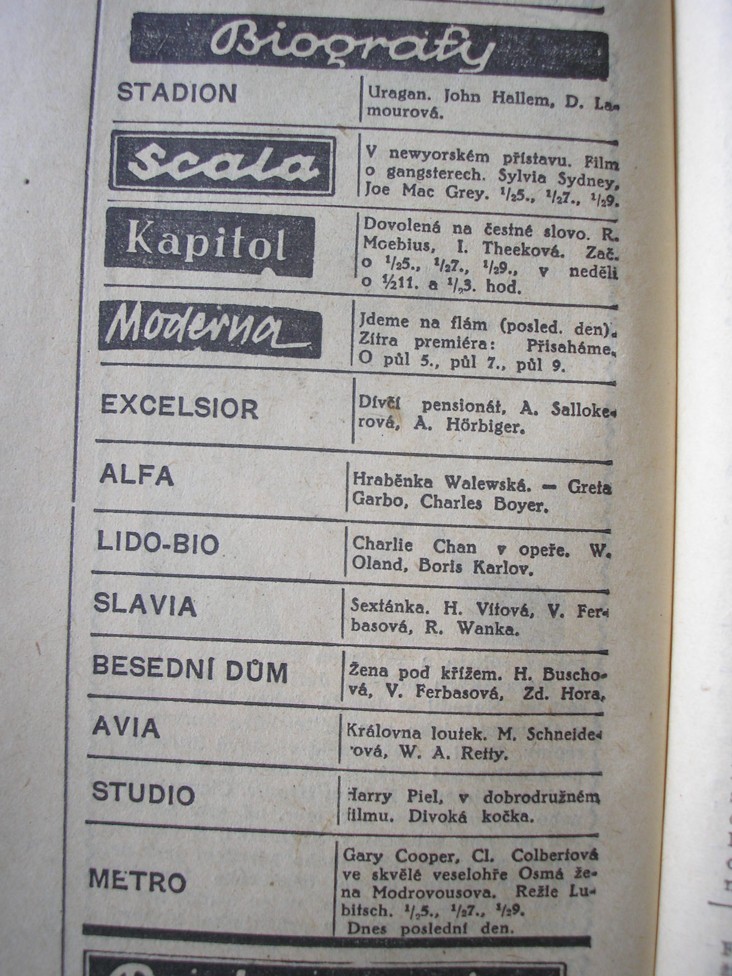 Biografy
STADION
Uragan. John Hallem, D. La-
mourová.
Scala
V newyorském přístavu. Film
o gangsterech. Sylvia Sydney,
Joe Mac Grey. ½5., ½7., ½9.
Kapitol
Dovolená na čestné slovo. R.
Moebius, I. Theeková. Zač.
o ½5., ½7., ½9., v neděli
o ½11. a ½3. hod.
Moderna
Jdeme na flám (posled. den).
Zítra premiéra: Přísaháme.
O půl 5., půl 7., půl 9.
EXCELSIOR
Dívčí pensionát, A. Salloke-
rová, A. Hörbiger.
ALFA
Hraběnka Walewská. — Greta
Garbo, Charles Boyer.
LIDO-BIO
Charlie Chan v opeře. W.
Oland, Boris Karlov.
SLAVIA
Sextánka. H. Vítová, V. Fer-
basová, R. Wanka.
BESEDNÍ DŮM
Žena pod křížem. H. Buscho-
vá, V. Ferbasová, Zd. Hora.
AVIA
Královna loutek. M. Schneide-
rová, W. A. Retty.
STUDIO
Harry Piel, v dobrodružném
filmu. Divoká kočka.
METRO
Gary Cooper, Cl. Colbertová
ve skvělé veselohře Osmá že-
na Modrovousova. Režie Lu-
bitsch. ½5., ½7., ½9.
Dnes poslední den.